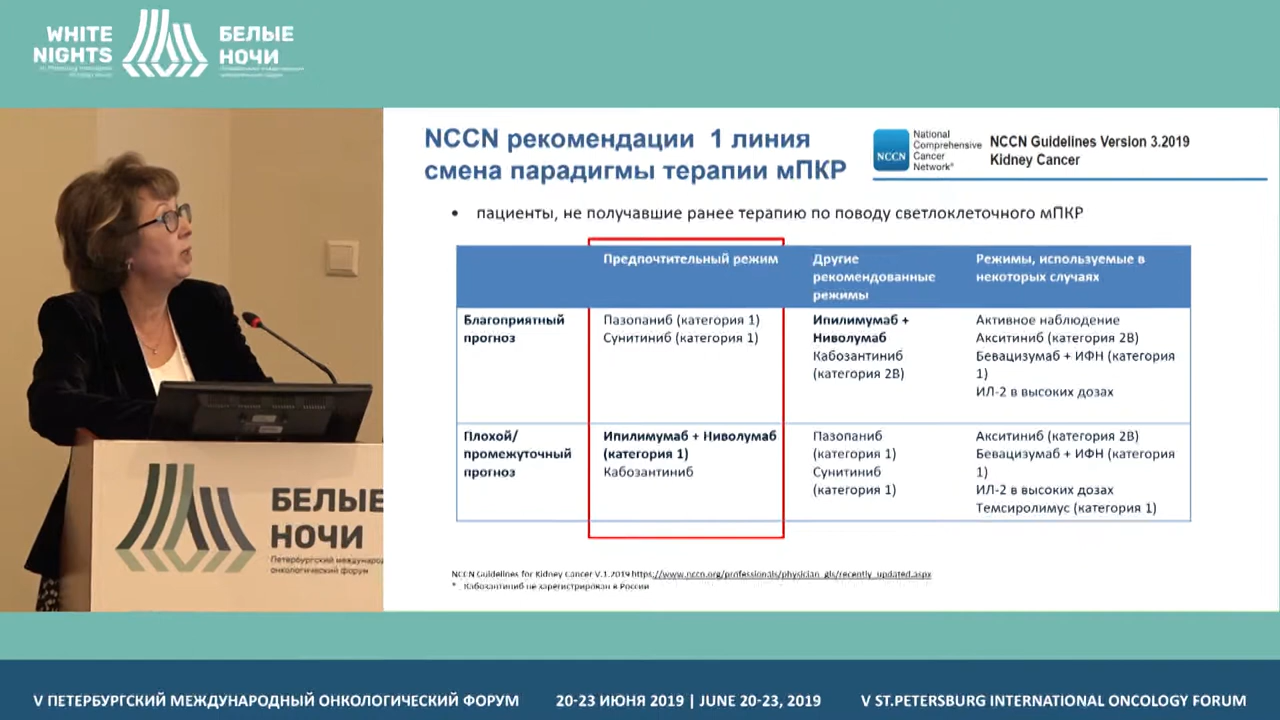 WHITE
NIGHTS
БЕЛЫЕ
НОЧИ
NCCN рекомендации 1 линия
смена парадигмы терапии мПКР
NCCN
National
Comprehensive
Cancer
Network®
NCCN Guidelines Version 3.2019
Kidney Cancer
• пациенты, не получавшие ранее терапию по поводу светлоклеточного мПКР
Предпочтительный режим
Другие
рекомендованные
режимы
Режимы, используемые в
некоторых случаях
Благоприятный
прогноз
Пазопаниб (категория 1)
Сунитиниб (категория 1)
Ипилимумаб +
Ниволумаб
Кабозантиниб
(категория 2В)
Активное наблюдение
Акситиниб (категория 2В)
Бевацизумаб + ИФН (категория
1)
ИЛ-2 в высоких дозах
Плохой/
промежуточный
прогноз
Ипилимумаб + Ниволумаб
(категория 1)
Кабозантиниб
Пазопаниб
(категория 1)
Сунитиниб
(категория 1)
Акситиниб (категория 2В)
Бевацизумаб + ИФН (категория
1)
ИЛ-2 в высоких дозах
Темсиролимус (категория 1)
NCCN Guidelines for Kidney Cancer V.1.2019 https://www.nccn.org/professionals/physician_gls/recently_updated.aspx
* Кабозантиниб не зарегистрирован в России
БЕЛЫЕ
НОЧИ
Петербургский международ
онкологический форум
V ПЕТЕРБУРГСКИЙ МЕЖДУНАРОДНЫЙ ОНКОЛОГИЧЕСКИЙ ФОРУМ
20-23 ИЮНЯ 2019 | JUNE 20-23, 2019
V ST.PETERSBURG INTERNATIONAL ONCOLOGY FORUM